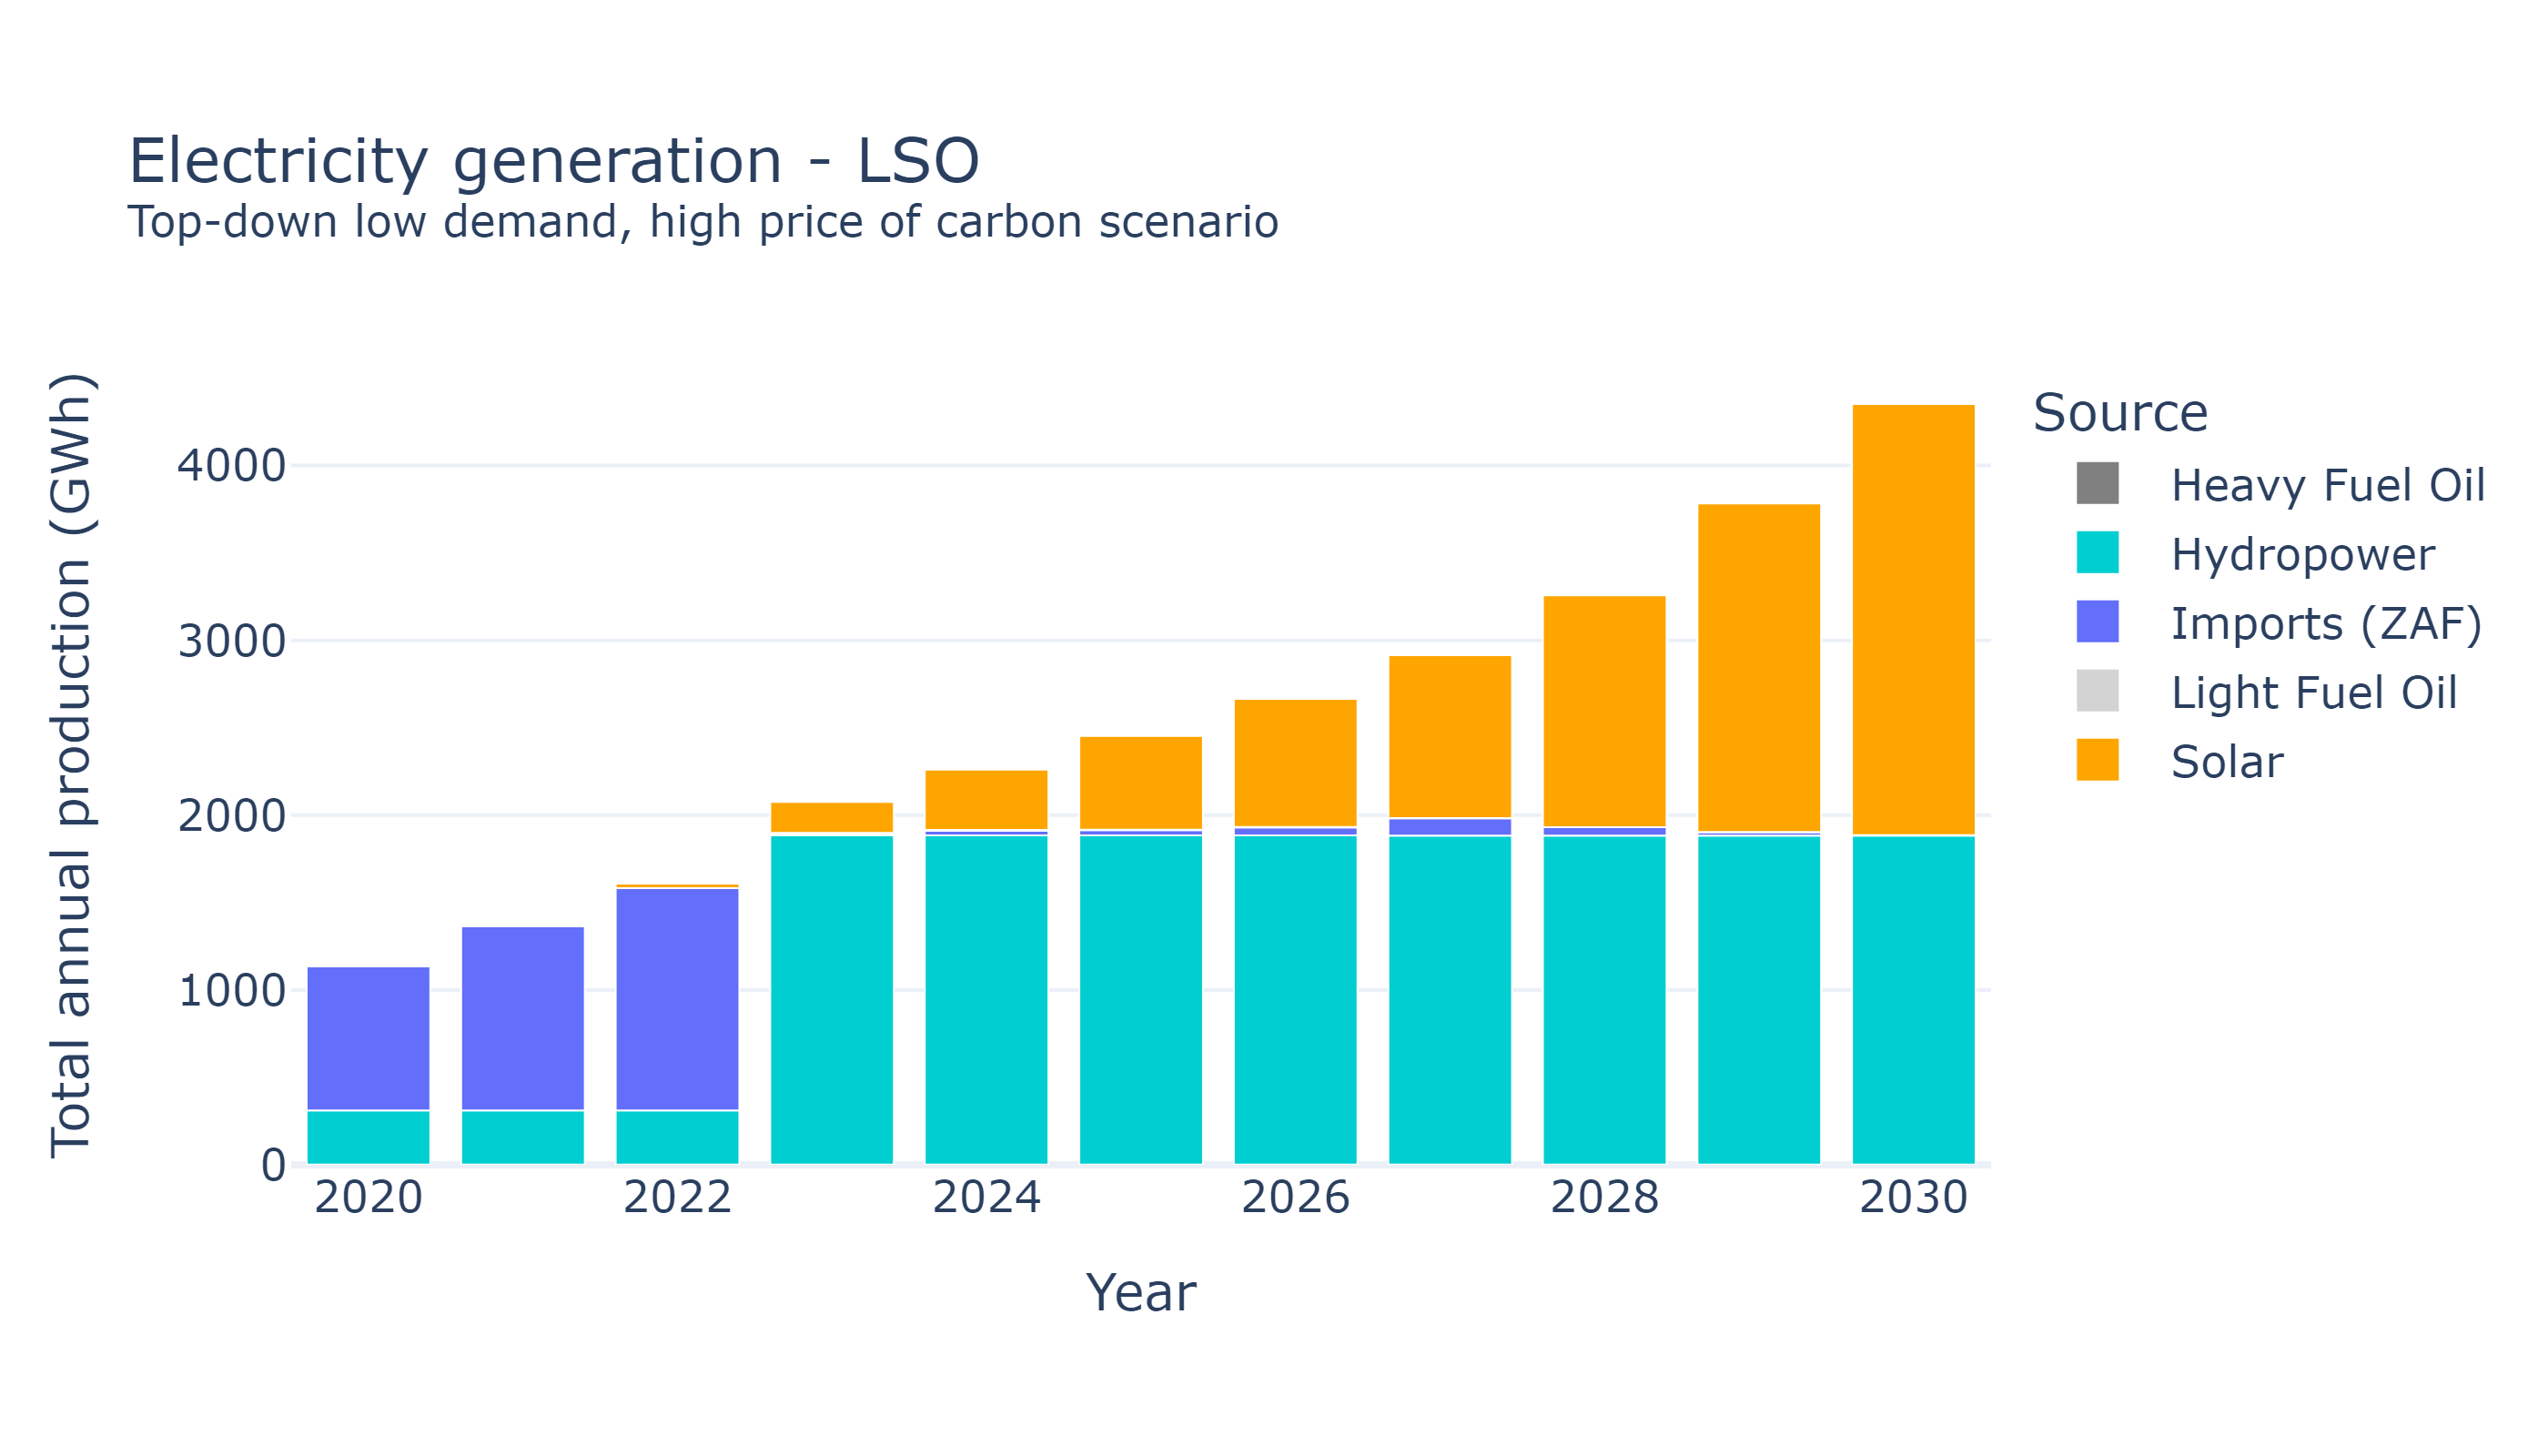 Electricity generation - LSO
Top-down low demand, high price of carbon scenario
Total annual production (GWh)
4000
3000
2000
1000
0
2020
2022
2024
2026
2028
2030
Year
Source
Heavy Fuel Oil
Hydropower
Imports (ZAF)
Light Fuel Oil
Solar